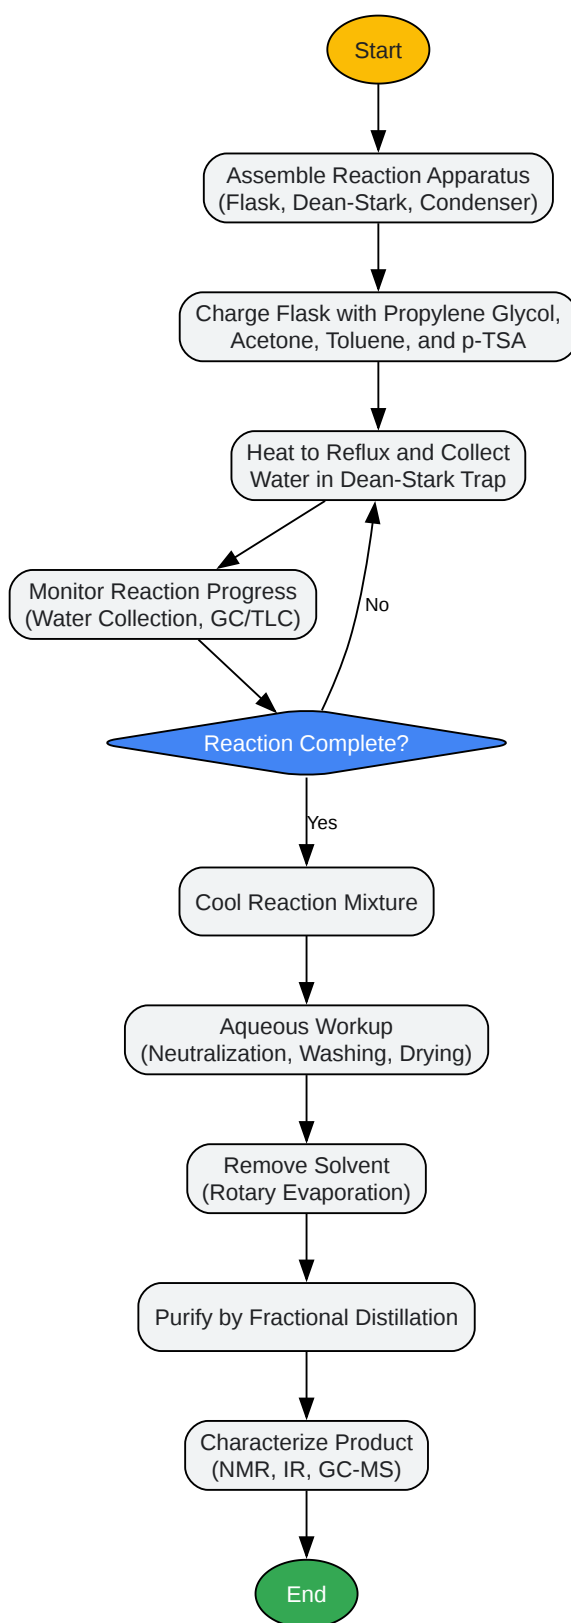 Start
Assemble Reaction Apparatus
(Flask, Dean-Stark, Condenser)
Charge Flask with Propylene Glycol,
Acetone, Toluene, and p-TSA
Heat to Reflux and Collect
Water in Dean-Stark Trap
Monitor Reaction Progress
(Water Collection, GC/TLC)
No
Reaction Complete?
Yes
Cool Reaction Mixture
Aqueous Workup
(Neutralization, Washing, Drying)
Remove Solvent
(Rotary Evaporation)
Purify by Fractional Distillation
Characterize Product
(NMR, IR, GC-MS)
End